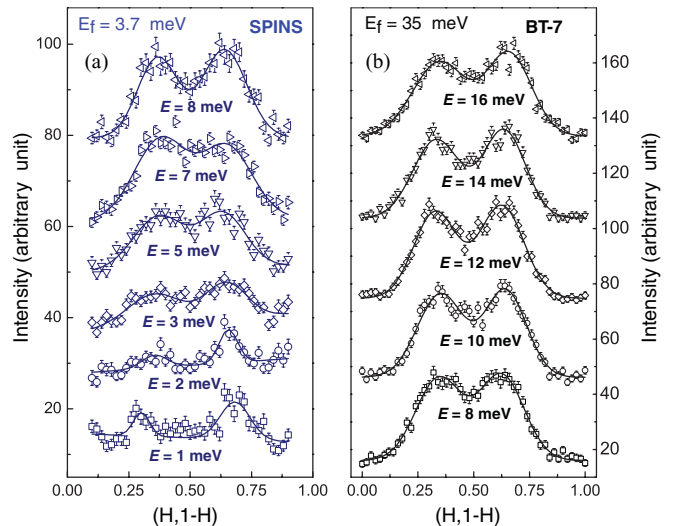 E_f = 3.7 meV SPINS
(a)
E = 8 meV
E = 7 meV
E = 5 meV
E = 3 meV
E = 2 meV
E = 1 meV
100
80
60
40
20
0.00 0.25 0.50 0.75
(H,1-H)
Intensity (arbitrary unit)
E_f = 35 meV BT-7
(b)
E = 16 meV
E = 14 meV
E = 12 meV
E = 10 meV
E = 8 meV
160
140
120
100
80
60
40
20
0.00 0.25 0.50 0.75 1.00
(H,1-H)
Intensity (arbitrary unit)